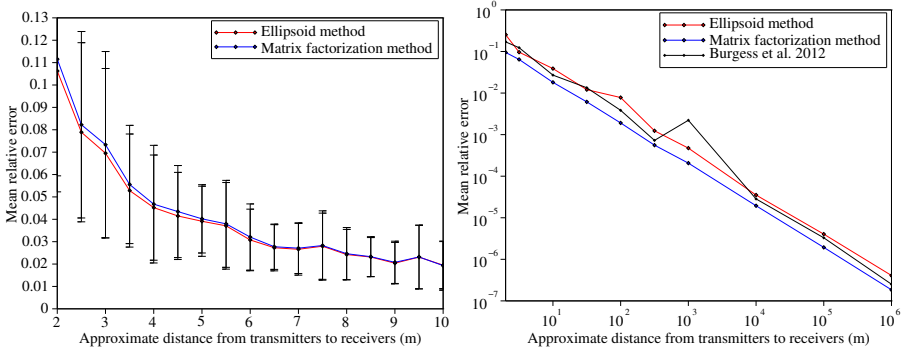 0.13
0.12
0.11
0.1
0.09
0.08
0.07
0.06
0.05
0.04
0.03
0.02
0.01
0
Mean relative error
Ellipsoid method
Matrix factorization method
2 3 4 5 6 7 8 9 10
Approximate distance from transmitters to receivers (m)
10^0
10^-1
10^-2
10^-3
10^-4
10^-5
10^-6
10^-7
Mean relative error
Ellipsoid method
Matrix factorization method
Burgess et al. 2012
10^1 10^2 10^3 10^4 10^5 10^6
Approximate distance from transmitters to receivers (m)